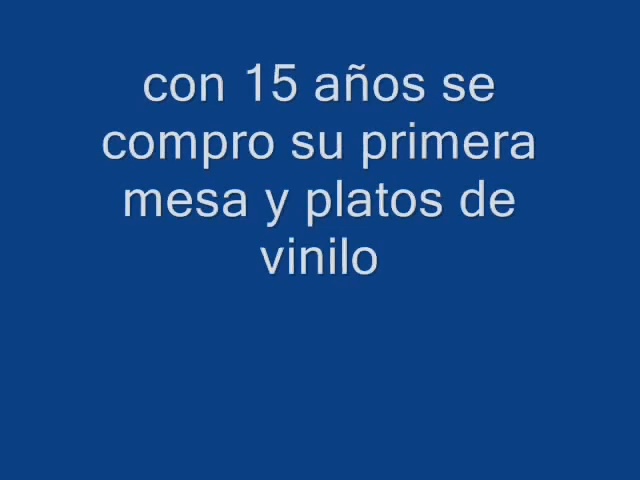 con 15 años se
compro su primera
mesa y platos de
vinilo